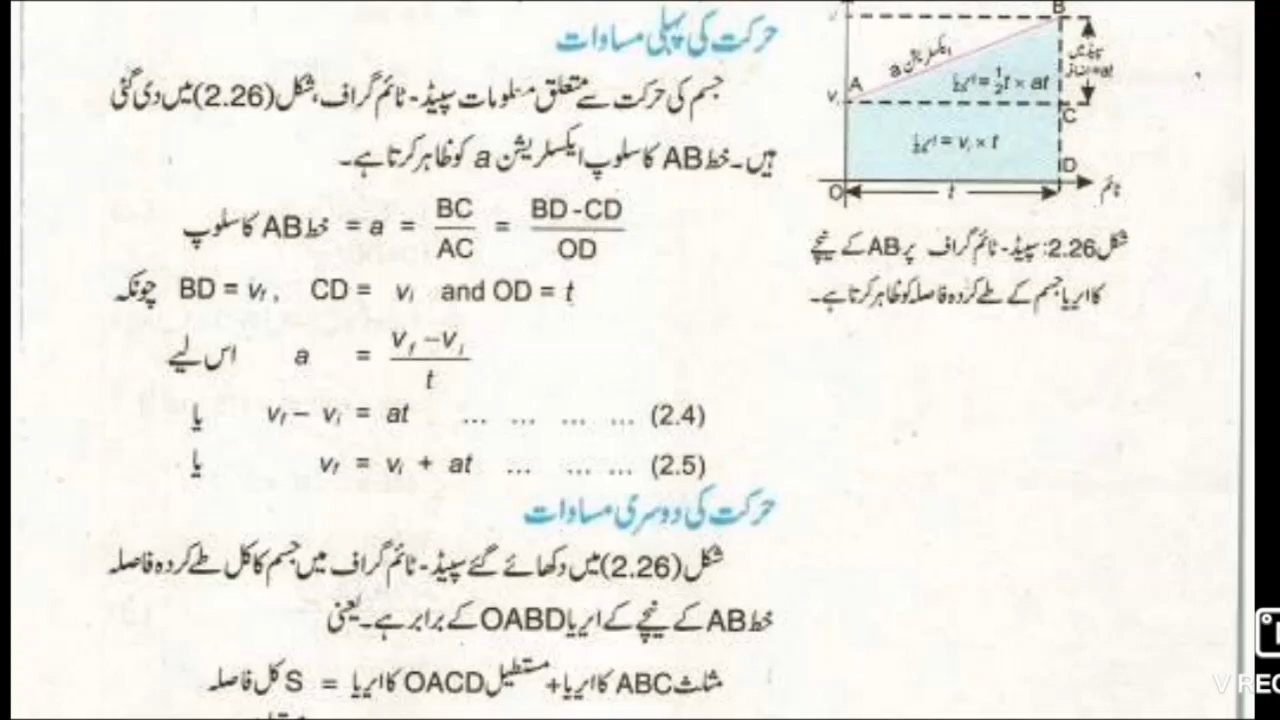 حرکت کی پہلی مساوات
جسم کی حرکت سے متعلق معلومات سپیڈ - ٹائم گراف، شکل (2.26) میں دی گئی
ہیں۔ خط AB کا سلوپ ایکسلریشن a کو ظاہر کرتا ہے۔
خط AB کا سلوپ = a = BC/AC = BD - CD/OD
چونکہ BD = vf, CD = vi and OD = t
اس لیے a = vf - vi/t
یا vf - vi = at ... ... ... ... (2.4)
یا vf = vi + at ... ... ... (2.5)
حرکت کی دوسری مساوات
شکل (2.26) میں دکھائے گئے سپیڈ - ٹائم گراف میں جسم کا کل طے کردہ فاصلہ
خط AB کے نیچے کے ایریا OABD کے برابر ہے۔ یعنی
کل فاصلہ S = مستطیل OACD کا ایریا + مثلث ABC کا ایریا
B
ایکسلریشن a
A
ایریا = ½t × at
vi
C
ایریا = vi × t
D
O
t
ٹائم
شکل 2.26: سپیڈ - ٹائم گراف پر AB کے نیچے
کا ایریا جسم کے طے کردہ فاصلہ کو ظاہر کرتا ہے۔
V REC